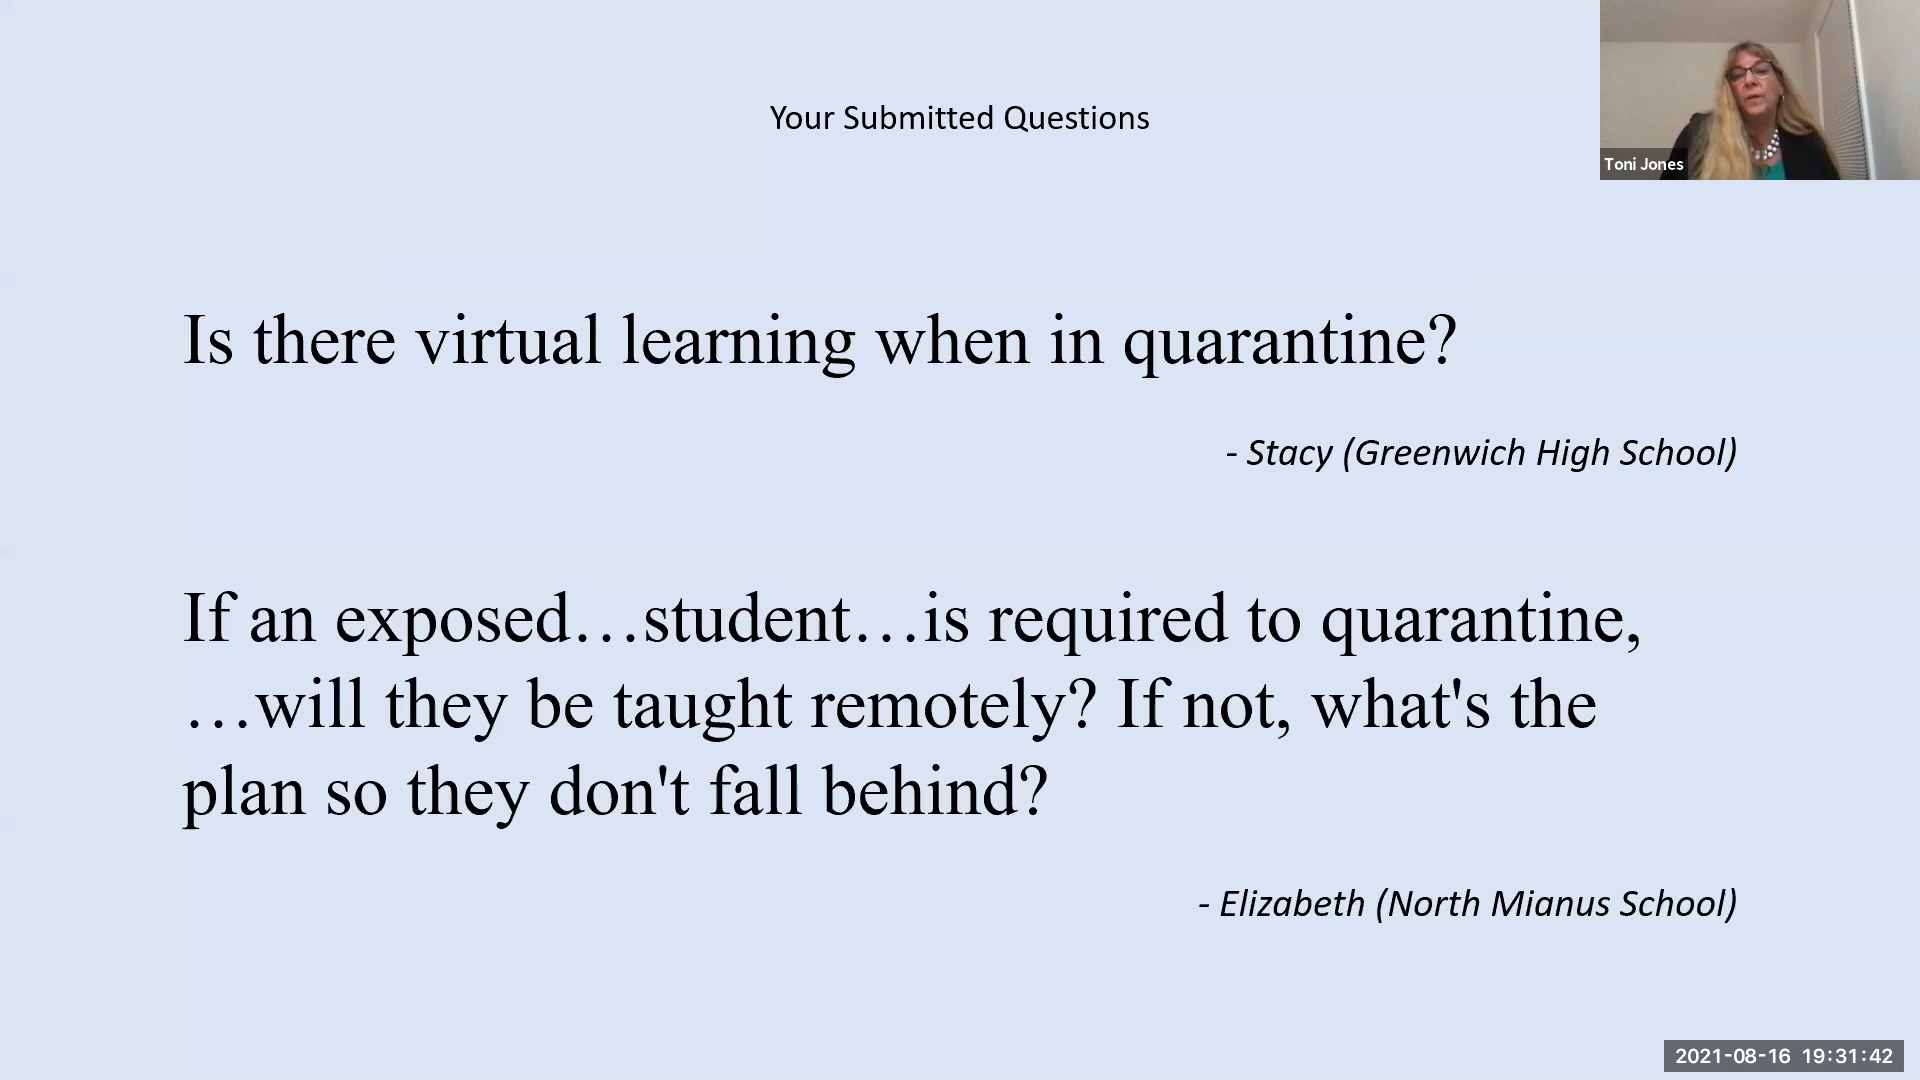 Your Submitted Questions
Toni Jones
Is there virtual learning when in quarantine?
- Stacy (Greenwich High School)
If an exposed…student…is required to quarantine,
…will they be taught remotely? If not, what's the
plan so they don't fall behind?
- Elizabeth (North Mianus School)
2021-08-16 19:31:42